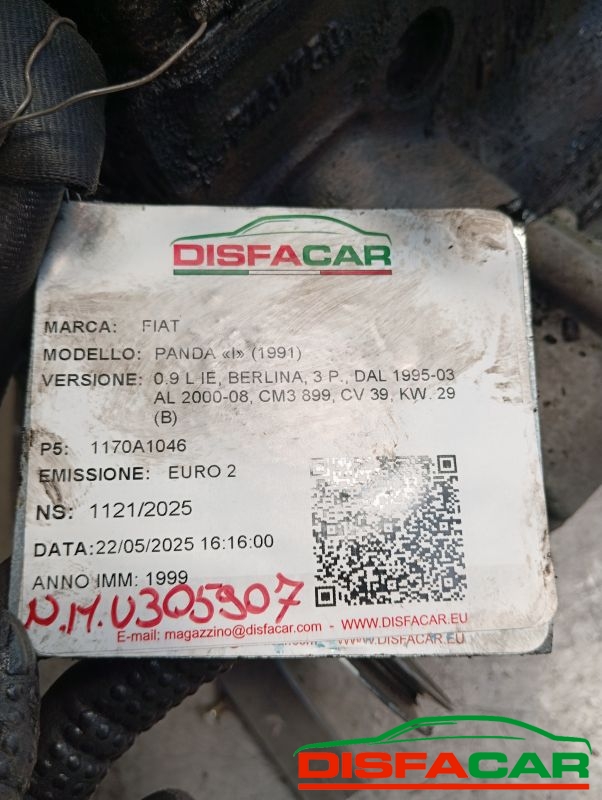 DISFACAR
MARCA: FIAT
MODELLO: PANDA «I» (1991)
VERSIONE: 0.9 L IE, BERLINA, 3 P., DAL 1995-03
AL 2000-08, CM3 899, CV 39, KW. 29
(B)
P5: 1170A1046
EMISSIONE: EURO 2
NS: 1121/2025
DATA:22/05/2025 16:16:00
ANNO IMM: 1999
N.M.U305907
E-mail: magazzino@disfacar.com - WWW.DISFACAR.EU
WWW.DISFACAR.EU
DISFACAR